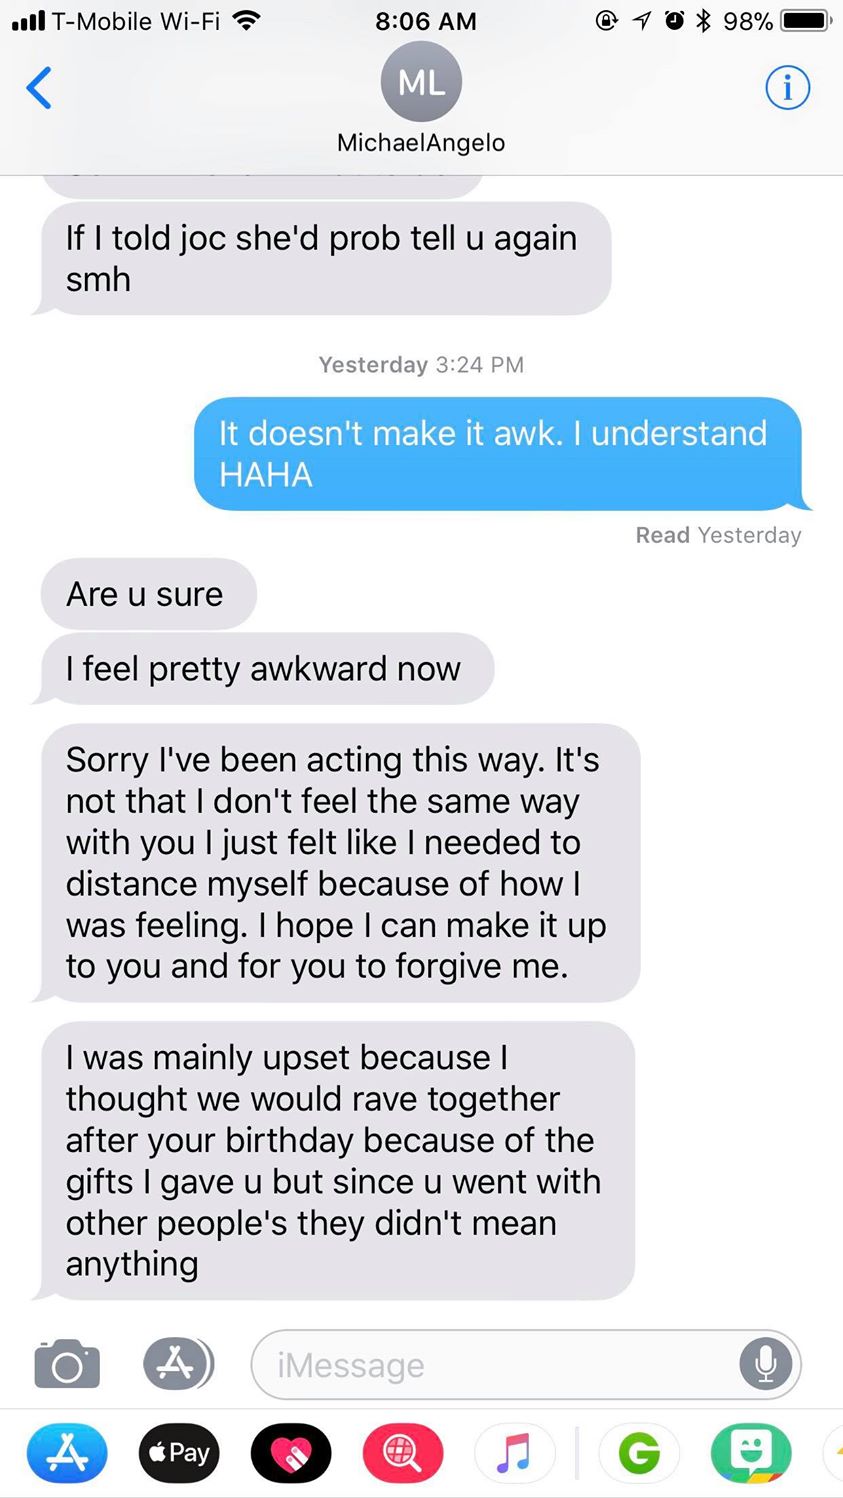 T-Mobile Wi-Fi 8:06 AM 98%
ML
MichaelAngelo
If I told joc she'd prob tell u again
smh
Yesterday 3:24 PM
It doesn't make it awk. I understand
HAHA
Read Yesterday
Are u sure
I feel pretty awkward now
Sorry I've been acting this way. It's
not that I don't feel the same way
with you I just felt like I needed to
distance myself because of how I
was feeling. I hope I can make it up
to you and for you to forgive me.
I was mainly upset because I
thought we would rave together
after your birthday because of the
gifts I gave u but since u went with
other people's they didn't mean
anything
iMessage
Pay
G